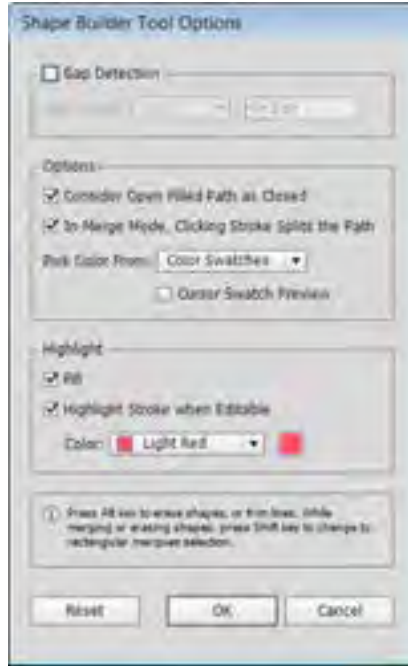 Shape Builder Tool Options
Gap Detection
Options
Consider Open Filled Path as Closed
In Merge Mode, Clicking Stroke Splits the Path
Pick Color From: Color Swatches
Cursor Swatch Preview
Highlight
Fill
Highlight Stroke when Editable
Color: Light Red
Press Alt key to erase shapes, or trim lines. While
merging or erasing shapes, press Shift key to change to
rectangular marquee selection.
Reset OK Cancel